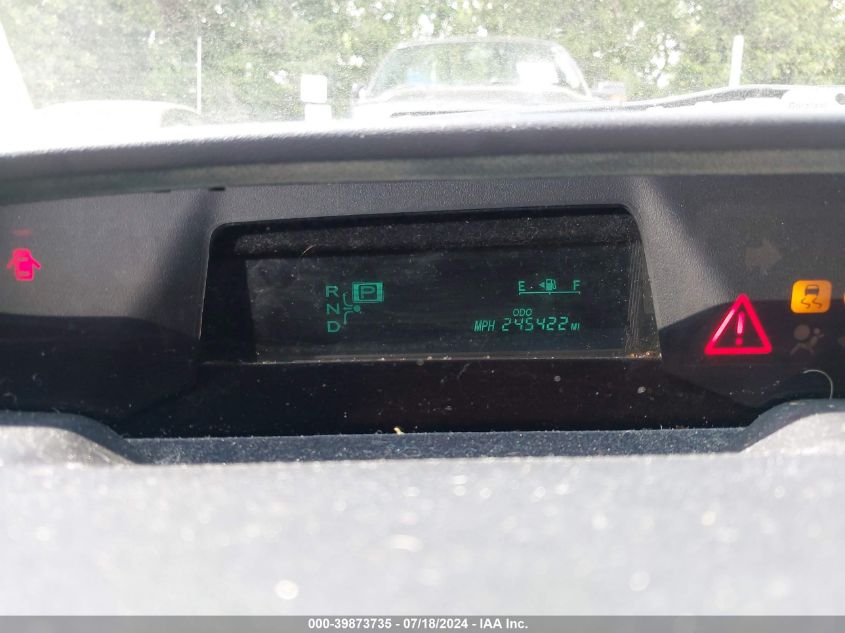 R P
N
D
E F
ODO
MPH 245422 MI
000-39873735 - 07/18/2024 - IAA Inc.